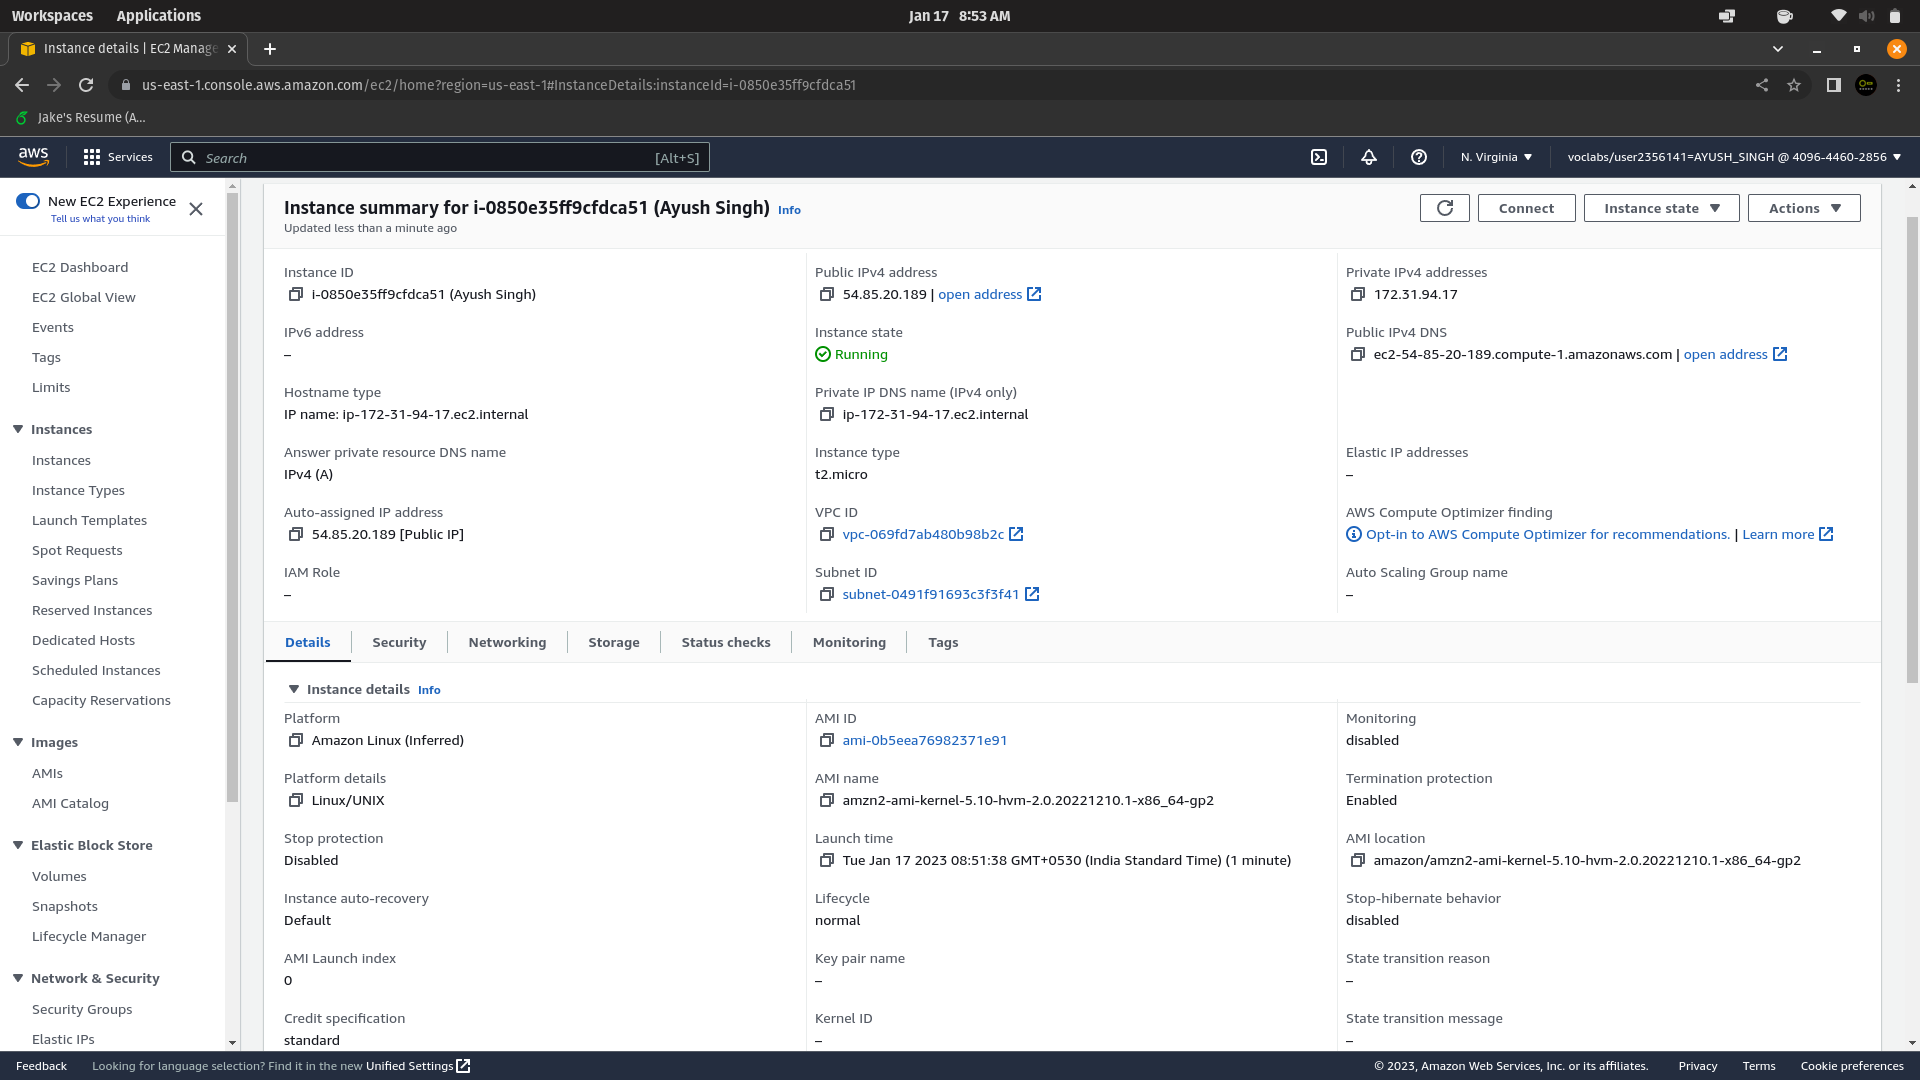 Workspaces Applications Jan 17 8:53 AM
Instance details | EC2 Manage
us-east-1.console.aws.amazon.com/ec2/home?region=us-east-1#InstanceDetails:instanceId=i-0850e35ff9cfdca51
Jake's Resume (A...
aws Services Search [Alt+S] N. Virginia voclabs/user2356141=AYUSH_SINGH @ 4096-4460-2856
New EC2 Experience
Tell us what you think
EC2 Dashboard
EC2 Global View
Events
Tags
Limits
Instances
Instances
Instance Types
Launch Templates
Spot Requests
Savings Plans
Reserved Instances
Dedicated Hosts
Scheduled Instances
Capacity Reservations
Images
AMIs
AMI Catalog
Elastic Block Store
Volumes
Snapshots
Lifecycle Manager
Network & Security
Security Groups
Elastic IPs
Instance summary for i-0850e35ff9cfdca51 (Ayush Singh) Info
Updated less than a minute ago
Connect Instance state Actions
Instance ID Public IPv4 address Private IPv4 addresses
i-0850e35ff9cfdca51 (Ayush Singh) 54.85.20.189 | open address 172.31.94.17
IPv6 address Instance state Public IPv4 DNS
– Running ec2-54-85-20-189.compute-1.amazonaws.com | open address
Hostname type Private IP DNS name (IPv4 only)
IP name: ip-172-31-94-17.ec2.internal ip-172-31-94-17.ec2.internal
Answer private resource DNS name Instance type Elastic IP addresses
IPv4 (A) t2.micro –
Auto-assigned IP address VPC ID AWS Compute Optimizer finding
54.85.20.189 [Public IP] vpc-069fd7ab480b98b2c Opt-in to AWS Compute Optimizer for recommendations. | Learn more
IAM Role Subnet ID Auto Scaling Group name
– subnet-0491f91693c3f3f41 –
Details Security Networking Storage Status checks Monitoring Tags
Instance details Info
Platform AMI ID Monitoring
Amazon Linux (Inferred) ami-0b5eea76982371e91 disabled
Platform details AMI name Termination protection
Linux/UNIX amzn2-ami-kernel-5.10-hvm-2.0.20221210.1-x86_64-gp2 Enabled
Stop protection Launch time AMI location
Disabled Tue Jan 17 2023 08:51:38 GMT+0530 (India Standard Time) (1 minute) amazon/amzn2-ami-kernel-5.10-hvm-2.0.20221210.1-x86_64-gp2
Instance auto-recovery Lifecycle Stop-hibernate behavior
Default normal disabled
AMI Launch index Key pair name State transition reason
0 – –
Credit specification Kernel ID State transition message
standard – –
Feedback Looking for language selection? Find it in the new Unified Settings © 2023, Amazon Web Services, Inc. or its affiliates. Privacy Terms Cookie preferences